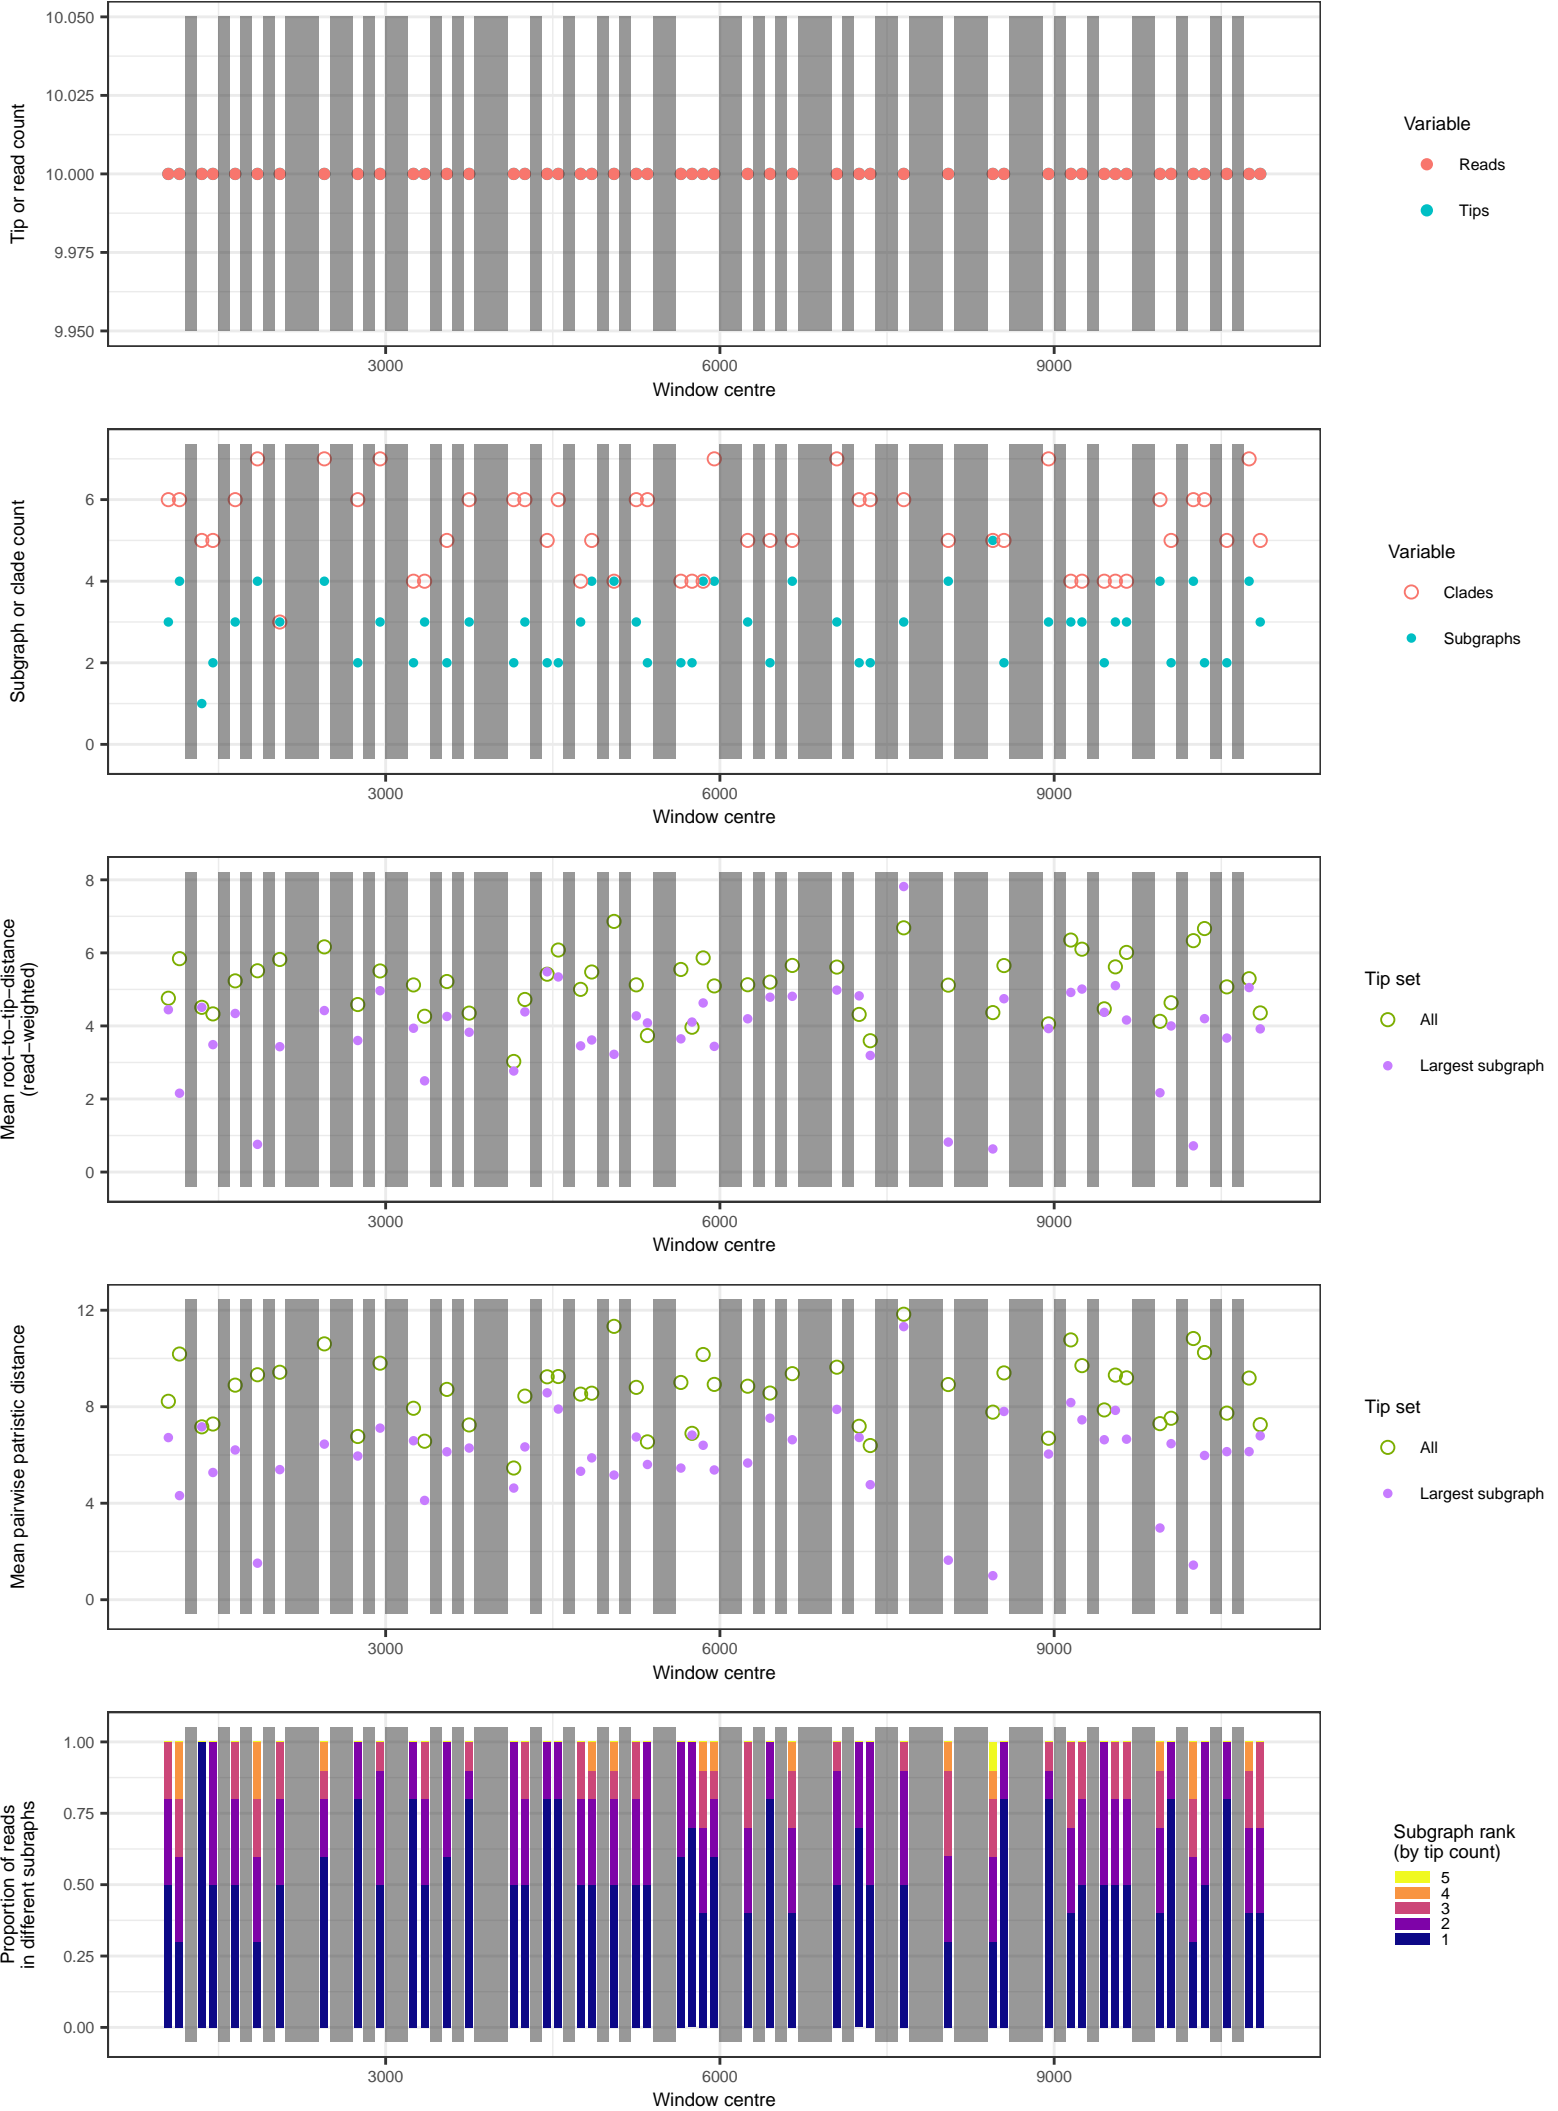 10.050
10.025
10.000
9.975
9.950
Tip or read count
3000
6000
9000
Window centre
Variable
Reads
Tips
6
4
2
0
Subgraph or clade count
3000
6000
9000
Window centre
Variable
Clades
Subgraphs
8
6
4
2
0
Mean root−to−tip−distance
(read−weighted)
3000
6000
9000
Window centre
Tip set
All
Largest subgraph
12
8
4
0
Mean pairwise patristic distance
3000
6000
9000
Window centre
Tip set
All
Largest subgraph
1.00
0.75
0.50
0.25
0.00
Proportion of reads
in different subraphs
3000
6000
9000
Window centre
Subgraph rank
(by tip count)
5
4
3
2
1